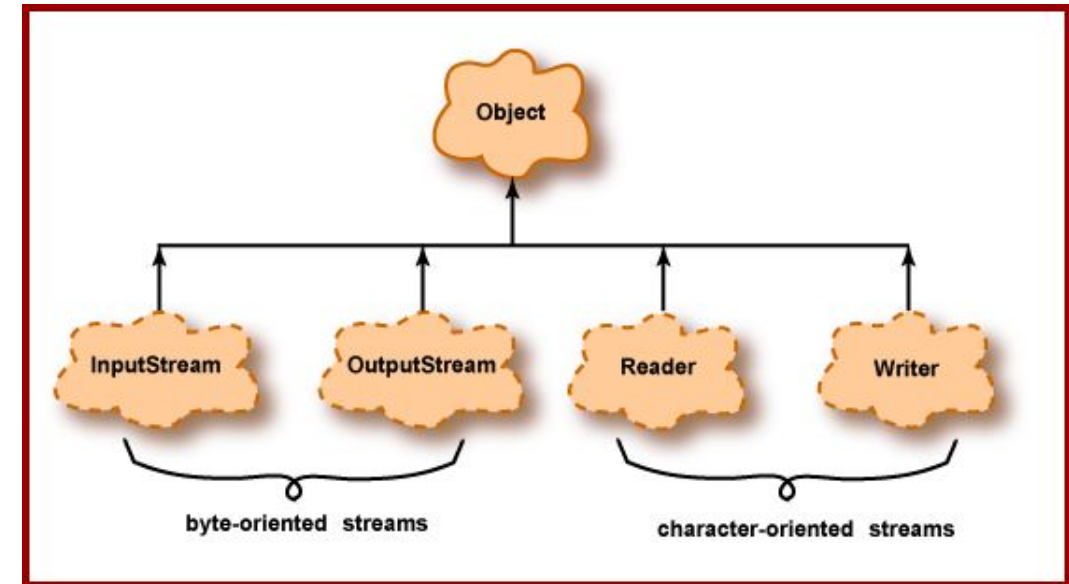 Object
InputStream
OutputStream
Reader
Writer
byte-oriented streams
character-oriented streams